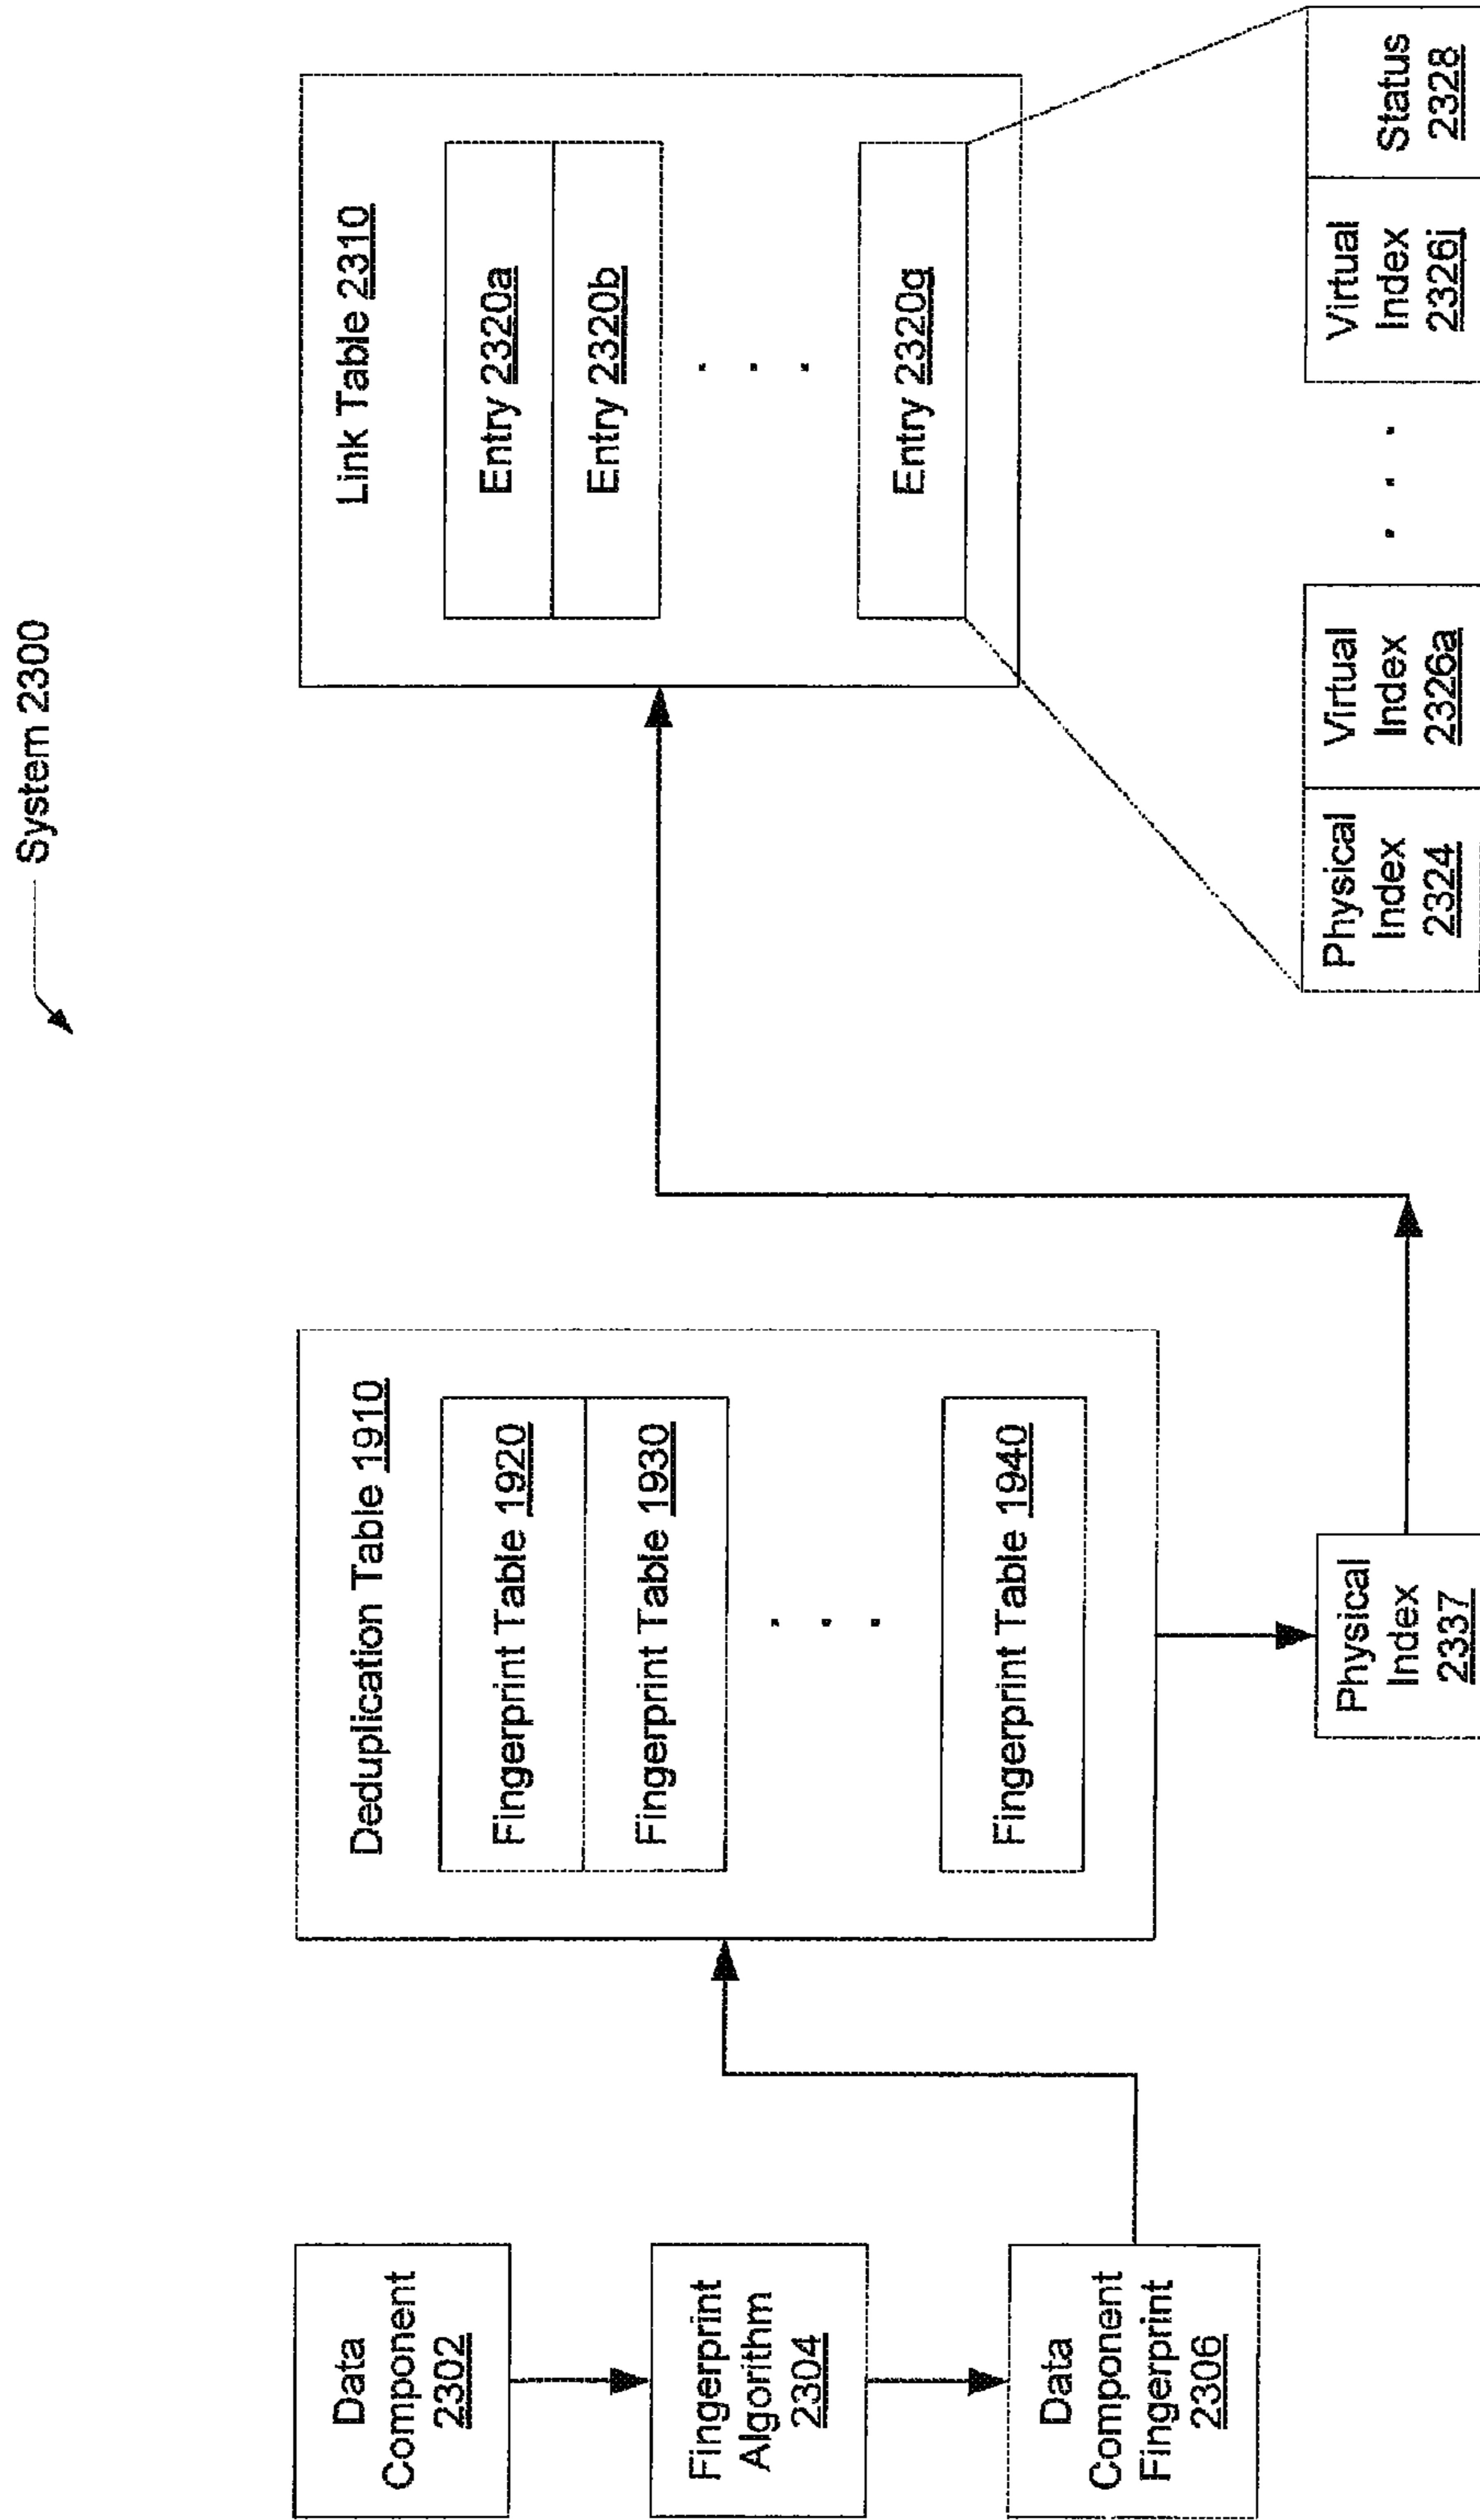 System 2300
Data
Component
2302
Fingerprint
Algorithm
2304
Data
Component
Fingerprint
2306
Deduplication Table 1910
Fingerprint Table 1920
Fingerprint Table 1930
. . .
Fingerprint Table 1940
Physical
Index
2337
Link Table 2310
Entry 2320a
Entry 2320b
. . .
Entry 2320g
Physical
Index
2324
Virtual
Index
2326a
. . .
Virtual
Index
2326j
Status
2328